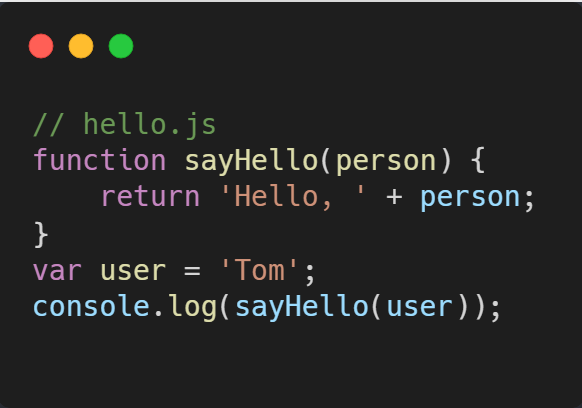 // hello.js
function sayHello(person) {
    return 'Hello, ' + person;
}
var user = 'Tom';
console.log(sayHello(user));